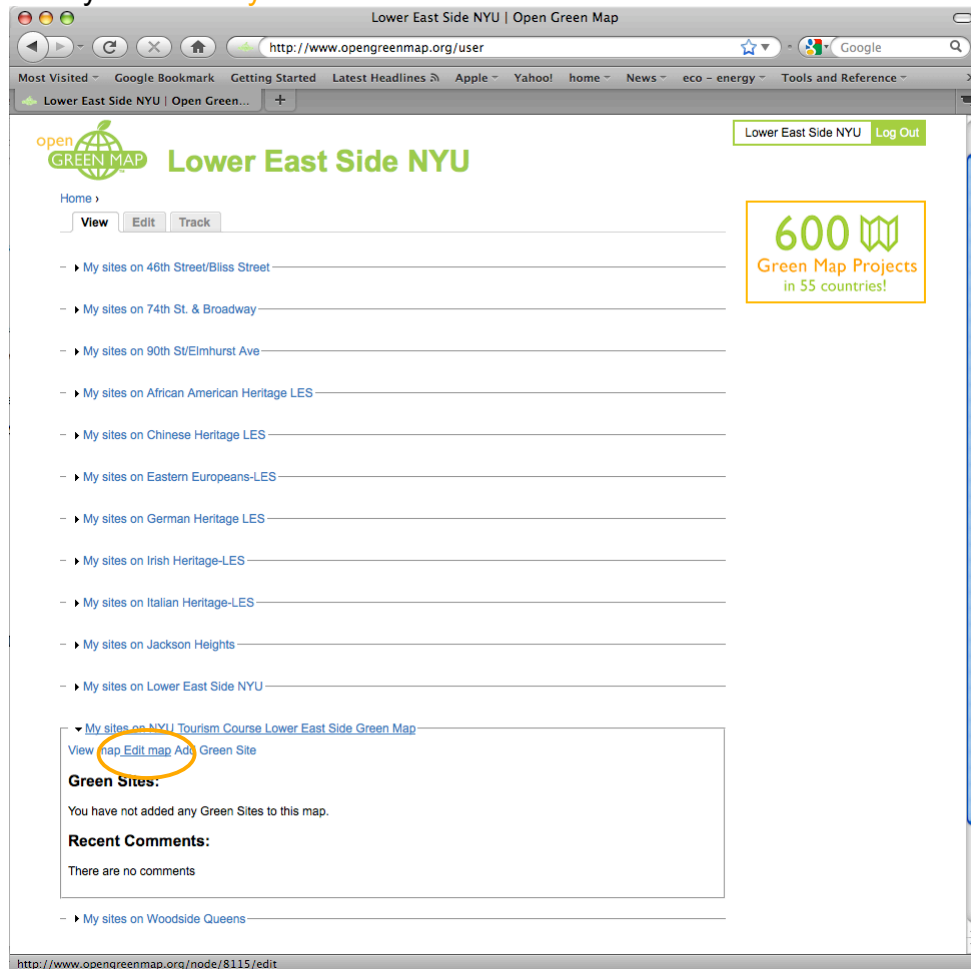 Lower East Side NYU | Open Green Map
http://www.opengreenmap.org/user
Google
Most Visited Google Bookmark Getting Started Latest Headlines Apple Yahoo! home News eco - energy Tools and Reference
Lower East Side NYU | Open Green... +
open
GREEN MAP
Lower East Side NYU
Lower East Side NYU Log Out
Home ›
View Edit Track
600
Green Map Projects
in 55 countries!
My sites on 46th Street/Bliss Street
My sites on 74th St. & Broadway
My sites on 90th St/Elmhurst Ave
My sites on African American Heritage LES
My sites on Chinese Heritage LES
My sites on Eastern Europeans-LES
My sites on German Heritage LES
My sites on Irish Heritage-LES
My sites on Italian Heritage-LES
My sites on Jackson Heights
My sites on Lower East Side NYU
My sites on NYU Tourism Course Lower East Side Green Map
View map Edit map Add Green Site
Green Sites:
You have not added any Green Sites to this map.
Recent Comments:
There are no comments
My sites on Woodside Queens
http://www.opengreenmap.org/node/8115/edit